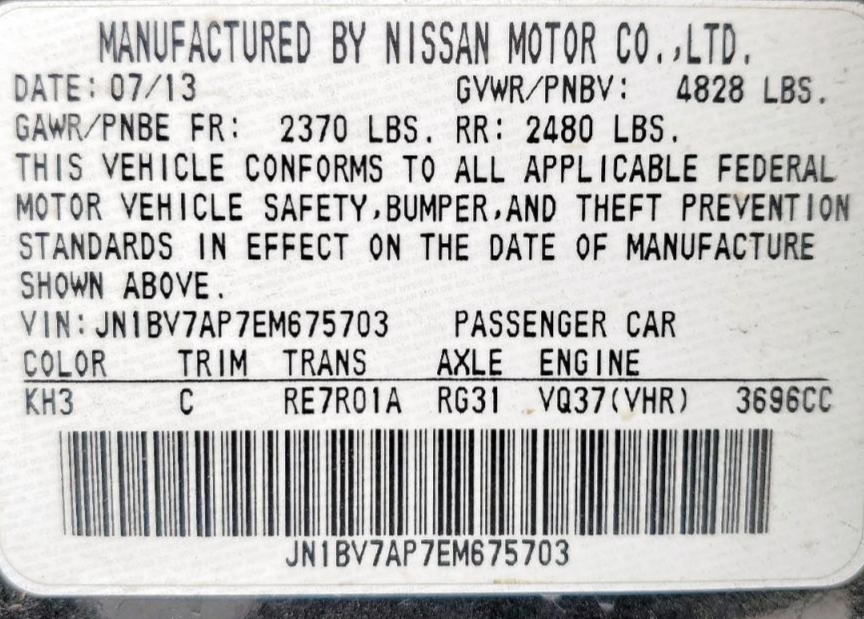 MANUFACTURED BY NISSAN MOTOR CO.,LTD.
DATE: 07/13 GVWR/PNBV: 4828 LBS.
GAWR/PNBE FR: 2370 LBS. RR: 2480 LBS.
THIS VEHICLE CONFORMS TO ALL APPLICABLE FEDERAL
MOTOR VEHICLE SAFETY,BUMPER,AND THEFT PREVENTION
STANDARDS IN EFFECT ON THE DATE OF MANUFACTURE
SHOWN ABOVE.
VIN:JN1BV7AP7EM675703 PASSENGER CAR
COLOR TRIM TRANS AXLE ENGINE
KH3 C RE7R01A RG31 VQ37(VHR) 3696CC
JN1BV7AP7EM675703